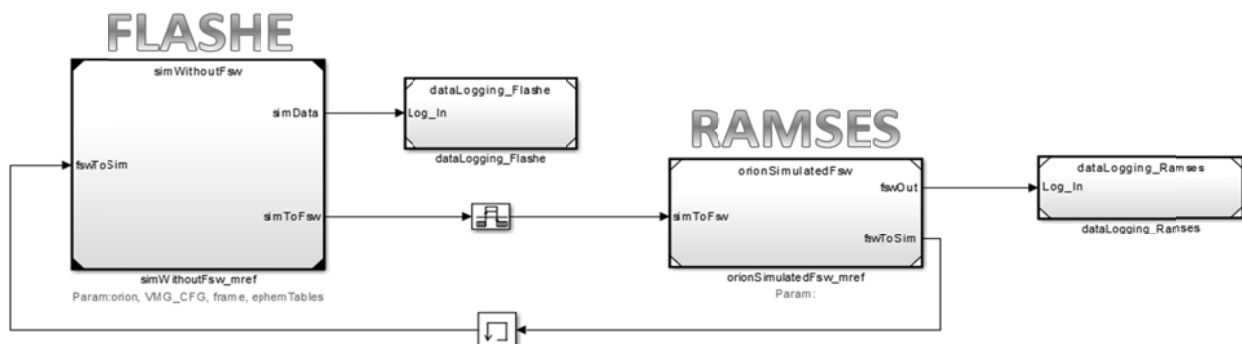 FLASHE
simWithoutFsw
simData
fswToSim
simToFsw
simWithoutFsw_mref
Param:orion, VMG_CFG, frame, ephemTables
dataLogging_Flashe
Log_In
dataLogging_Flashe
RAMSES
orionSimulatedFsw
fswOut
simToFsw
fswToSim
orionSimulatedFsw_mref
Param:
dataLogging_Ramses
Log_In
dataLogging_Ramses